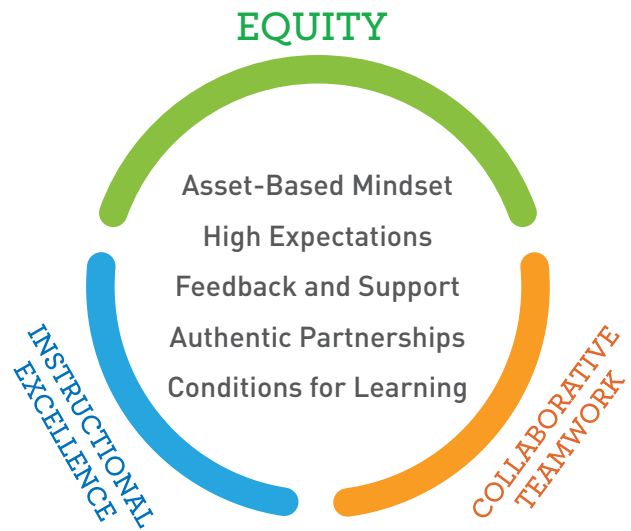 EQUITY
Asset-Based Mindset
High Expectations
Feedback and Support
Authentic Partnerships
Conditions for Learning
INSTRUCTIONAL
EXCELLENCE
COLLABORATIVE
TEAMWORK